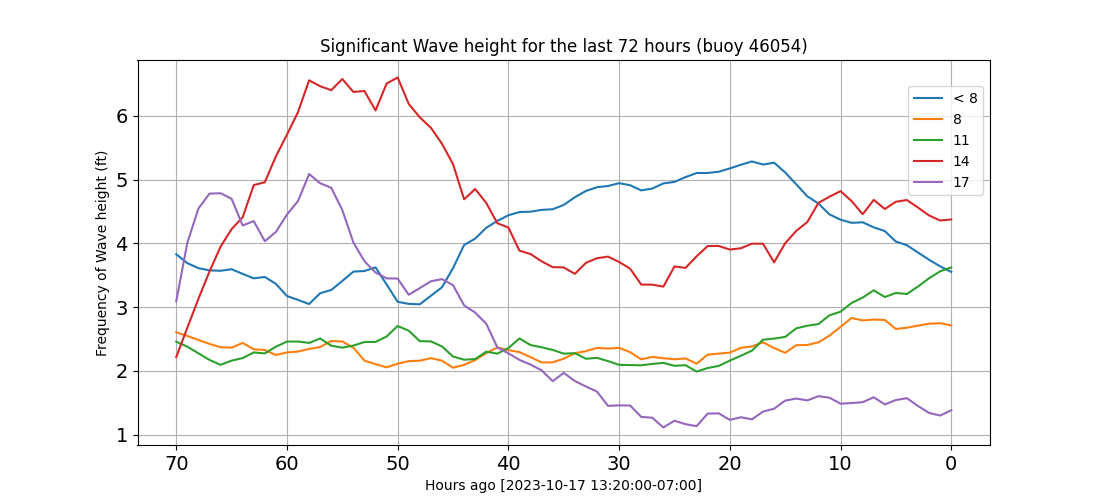 Significant Wave height for the last 72 hours (buoy 46054)
Frequency of Wave height (ft)
6
5
4
3
2
1
< 8
8
11
14
17
70 60 50 40 30 20 10 0
Hours ago [2023-10-17 13:20:00-07:00]